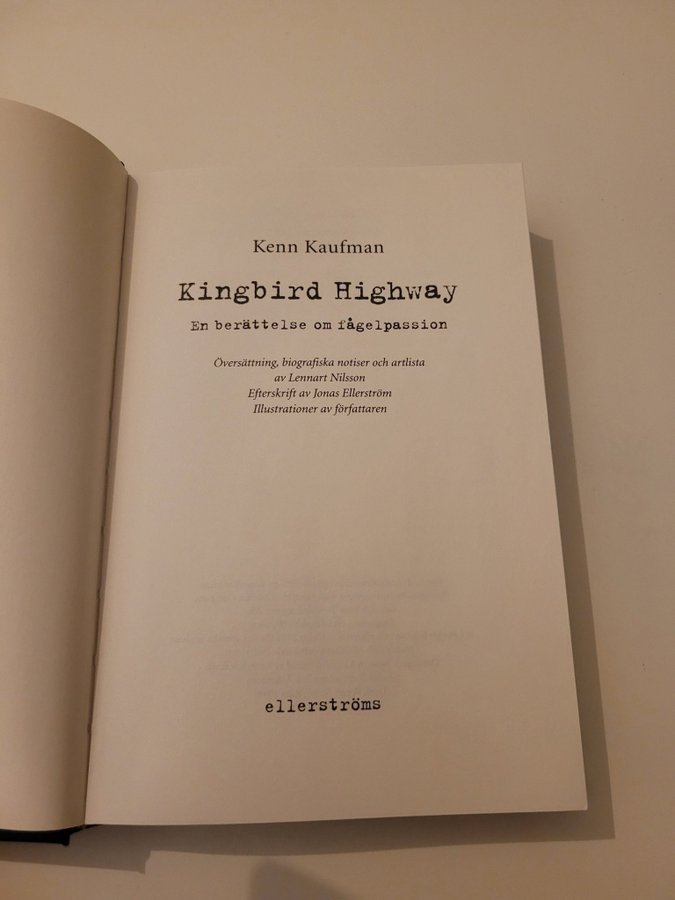 Kenn Kaufman
Kingbird Highway
En berättelse om fågelpassion
Översättning, biografiska notiser och artlista
av Lennart Nilsson
Efterskrift av Jonas Ellerström
Illustrationer av författaren
ellerströms